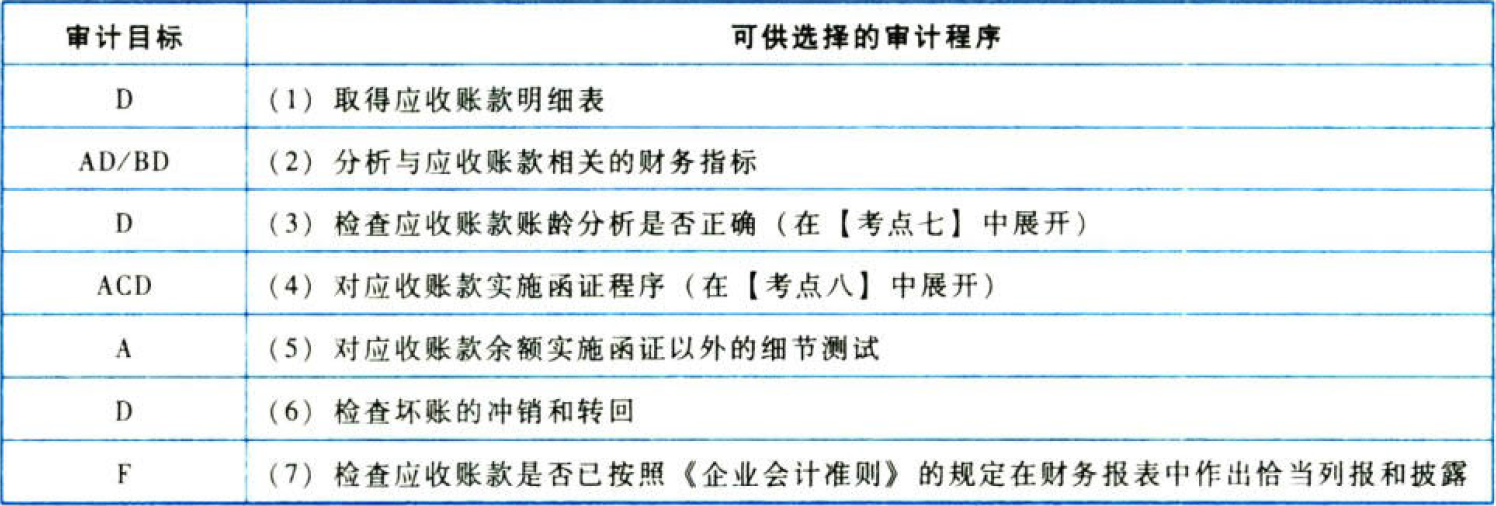 审计目标 可供选择的审计程序
D (1) 取得应收账款明细表
AD/BD (2) 分析与应收账款相关的财务指标
D (3) 检查应收账款账龄分析是否正确 (在【考点七】中展开)
ACD (4) 对应收账款实施函证程序 (在【考点八】中展开)
A (5) 对应收账款余额实施函证以外的细节测试
D (6) 检查坏账的冲销和转回
F (7) 检查应收账款是否已按照《企业会计准则》的规定在财务报表中作出恰当列报和披露